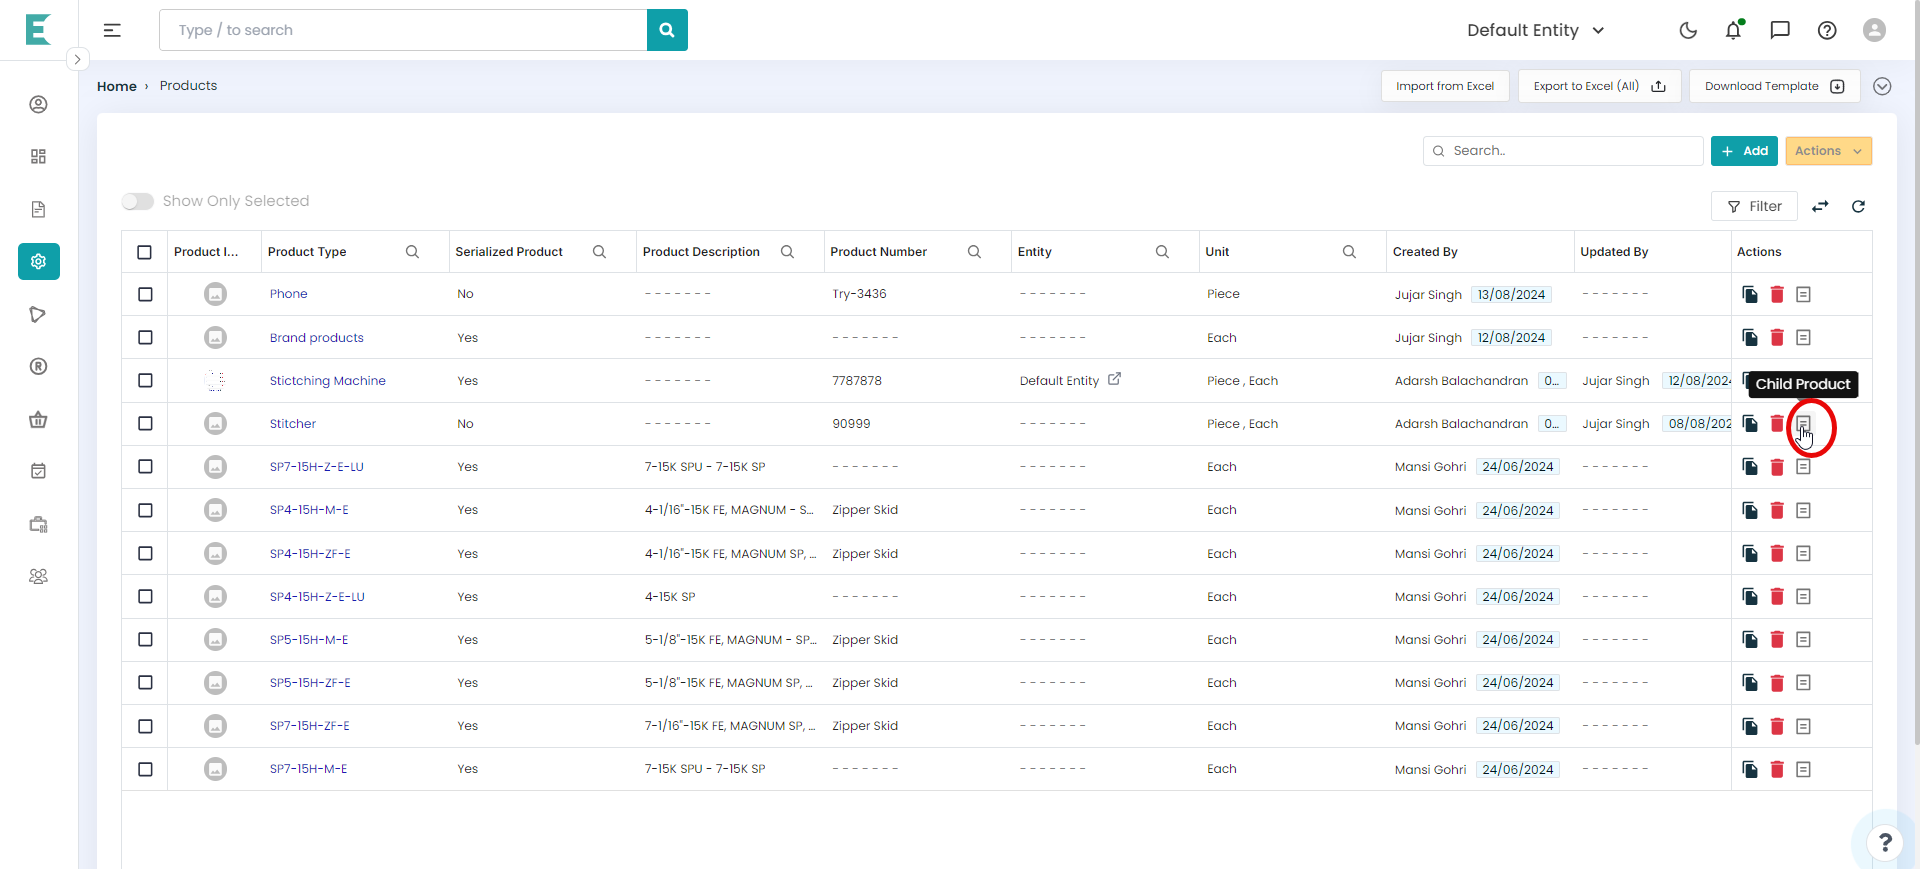 Type / to search
Default Entity
Home › Products
Import from Excel
Export to Excel (All)
Download Template
Search..
+ Add
Actions
Show Only Selected
Filter
Product I... Product Type Serialized Product Product Description Product Number Entity Unit Created By Updated By Actions
Phone No ------- Try-3436 ------- Piece Jujar Singh 13/08/2024 -------
Brand products Yes ------- ------- ------- Each Jujar Singh 12/08/2024 -------
Stictching Machine Yes ------- 7787878 Default Entity Piece , Each Adarsh Balachandran 0... Jujar Singh 12/08/2024
Child Product
Stitcher No ------- 90999 ------- Piece , Each Adarsh Balachandran 0... Jujar Singh 08/08/202
SP7-15H-Z-E-LU Yes 7-15K SPU - 7-15K SP ------- ------- Each Mansi Gohri 24/06/2024 -------
SP4-15H-M-E Yes 4-1/16"-15K FE, MAGNUM - S... Zipper Skid ------- Each Mansi Gohri 24/06/2024 -------
SP4-15H-ZF-E Yes 4-1/16"-15K FE, MAGNUM SP, ... Zipper Skid ------- Each Mansi Gohri 24/06/2024 -------
SP4-15H-Z-E-LU Yes 4-15K SP ------- ------- Each Mansi Gohri 24/06/2024 -------
SP5-15H-M-E Yes 5-1/8"-15K FE, MAGNUM - SP... Zipper Skid ------- Each Mansi Gohri 24/06/2024 -------
SP5-15H-ZF-E Yes 5-1/8"-15K FE, MAGNUM SP, ... Zipper Skid ------- Each Mansi Gohri 24/06/2024 -------
SP7-15H-ZF-E Yes 7-1/16"-15K FE, MAGNUM SP, ... Zipper Skid ------- Each Mansi Gohri 24/06/2024 -------
SP7-15H-M-E Yes 7-15K SPU - 7-15K SP ------- ------- Each Mansi Gohri 24/06/2024 -------
?